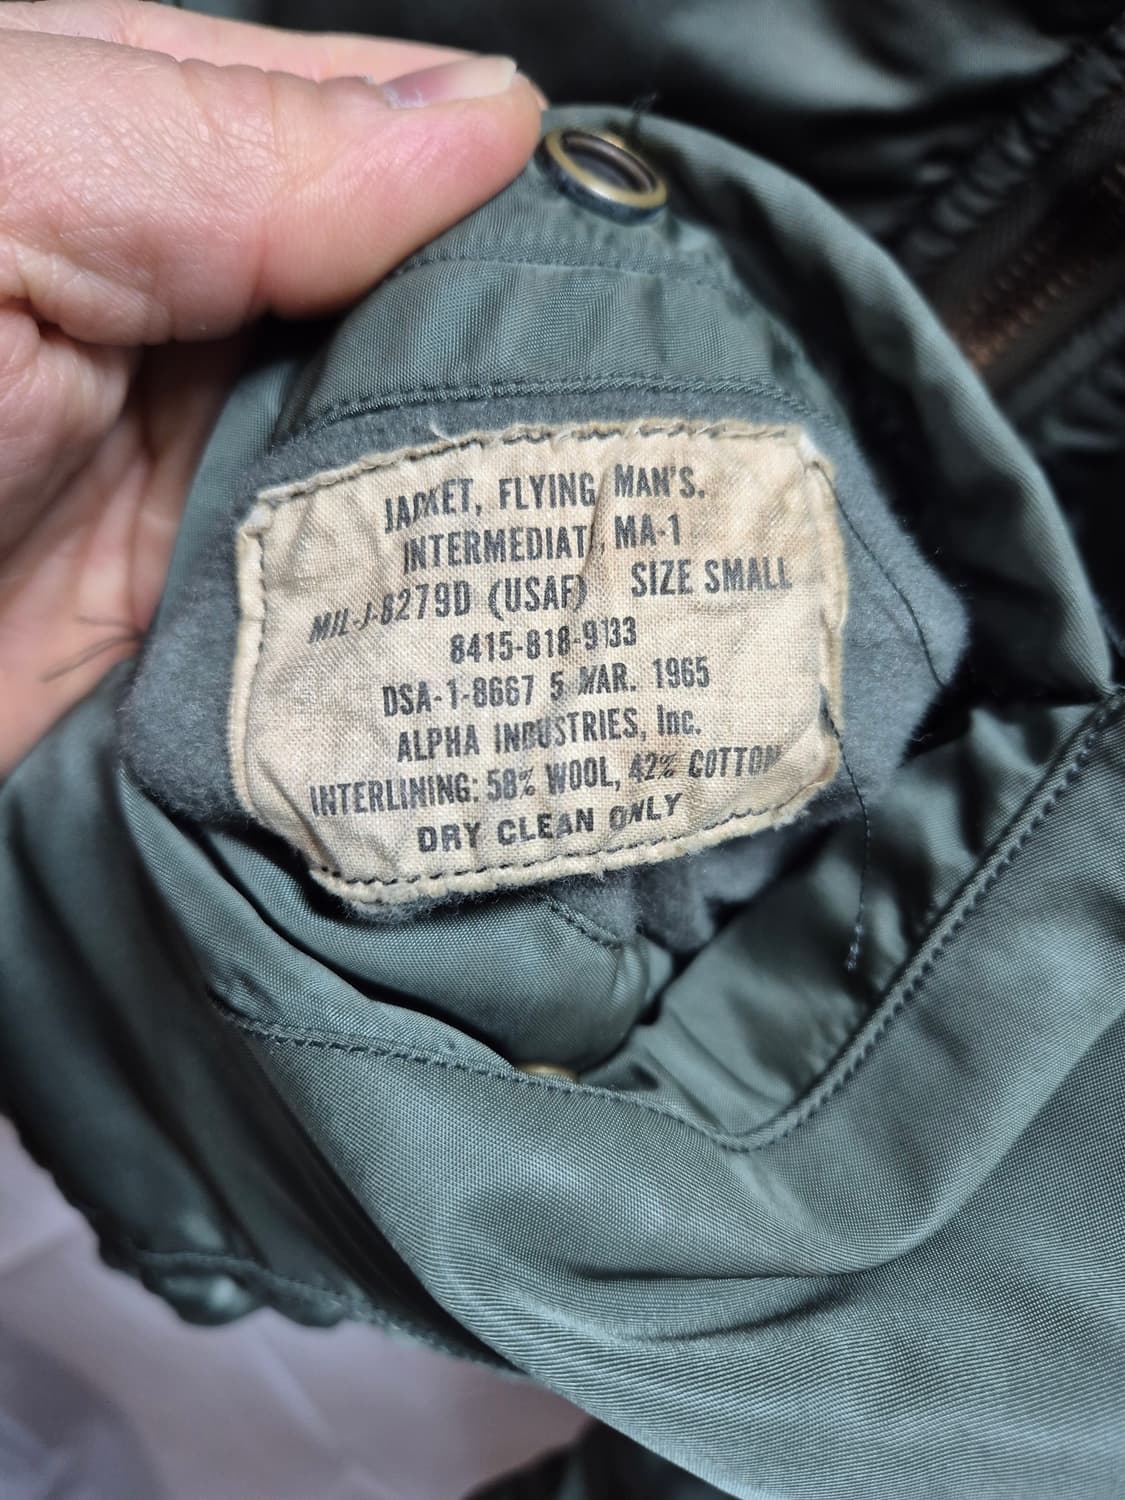 JACKET, FLYING MAN'S.
INTERMEDIATE, MA-1
MIL-J-8279D (USAF) SIZE SMALL
8415-818-9133
DSA-1-8667 5 MAR. 1965
ALPHA INDUSTRIES, Inc.
INTERLINING: 58% WOOL, 42% COTTON
DRY CLEAN ONLY